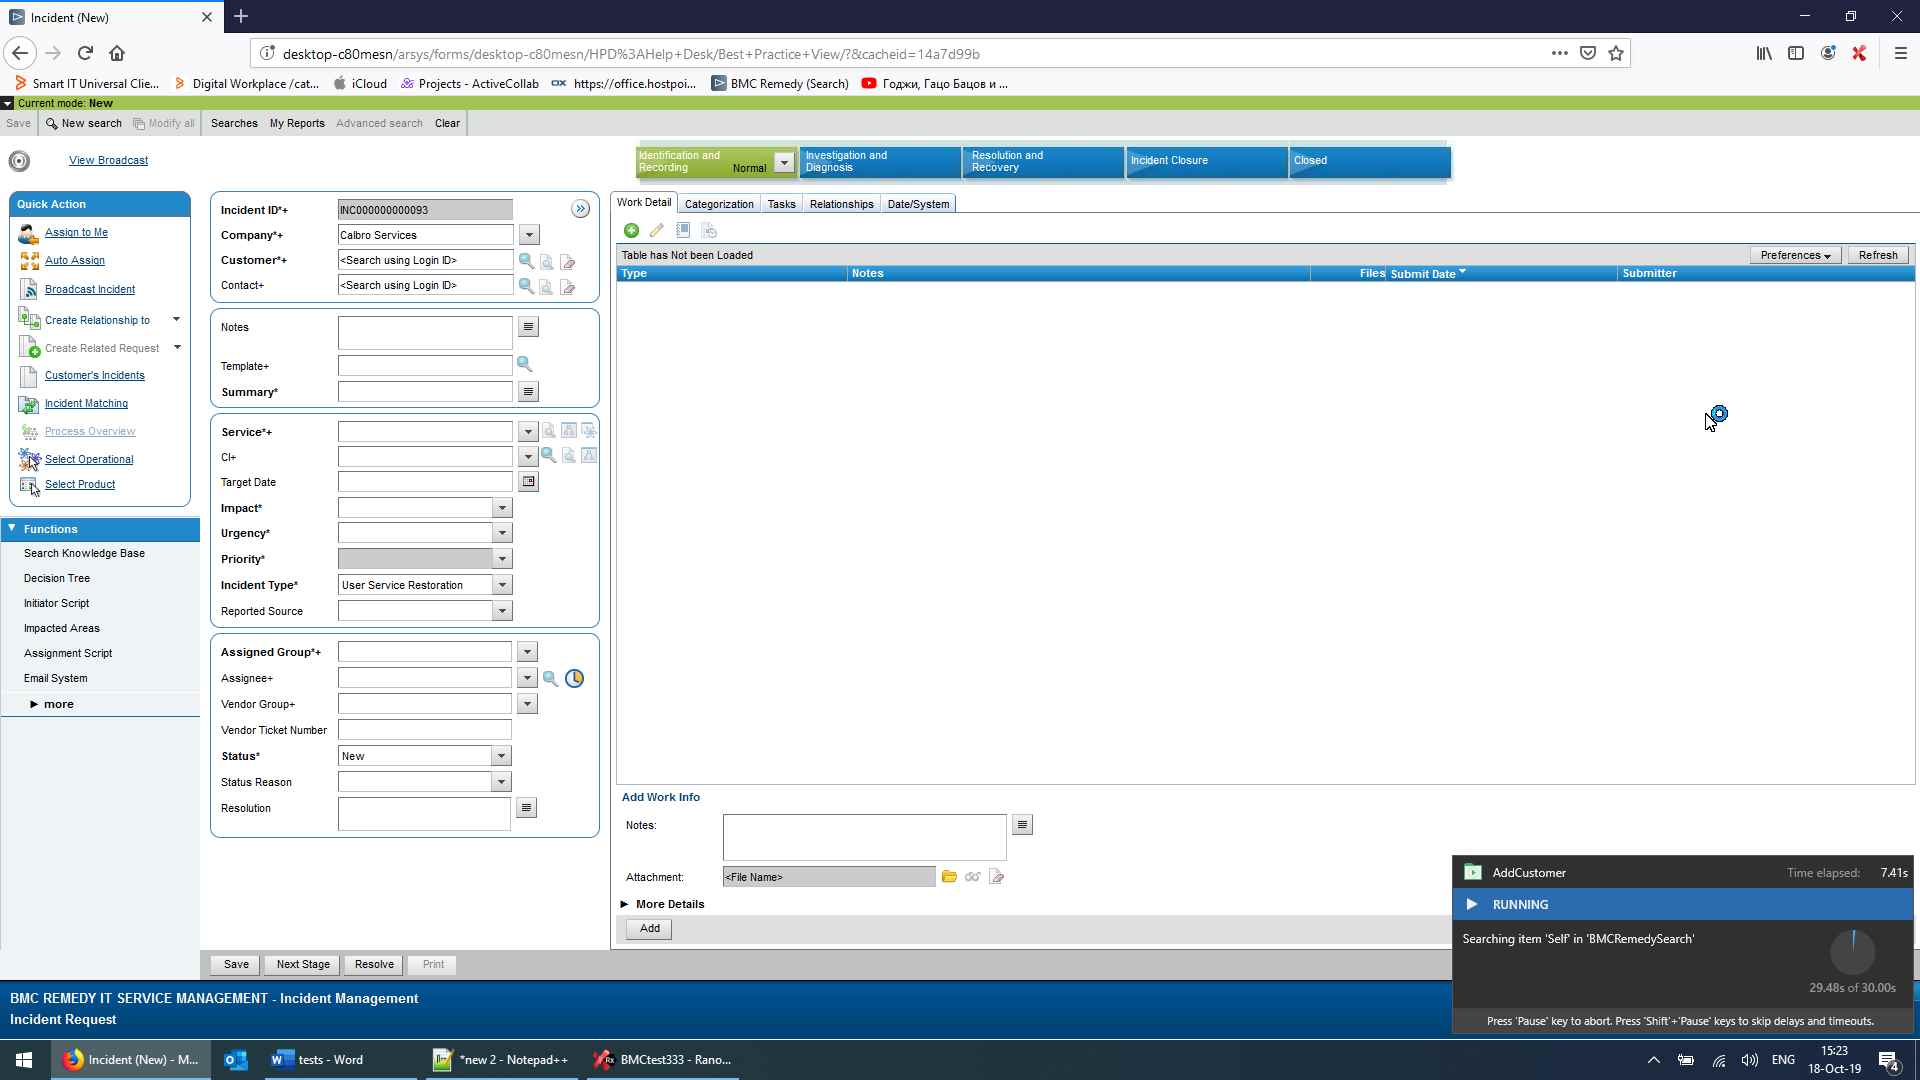 Incident (New)
desktop-c80mesn/arsys/forms/desktop-c80mesn/HPD%3AHelp+Desk/Best+Practice+View/?&cacheid=14a7d99b
Smart IT Universal Clie...
Digital Workplace /cat...
iCloud
Projects - ActiveCollab
https://office.hostpoi...
BMC Remedy (Search)
Годжи, Гацо Бацов и ...
Current mode: New
Save
New search
Modify all
Searches
My Reports
Advanced search
Clear
View Broadcast
Identification and Recording
Normal
Investigation and Diagnosis
Resolution and Recovery
Incident Closure
Closed
Quick Action
Assign to Me
Auto Assign
Broadcast Incident
Create Relationship to
Create Related Request
Customer's Incidents
Incident Matching
Process Overview
Select Operational
Select Product
Functions
Search Knowledge Base
Decision Tree
Initiator Script
Impacted Areas
Assignment Script
Email System
more
Incident ID*+ INC000000000093
Company*+ Calbro Services
Customer*+ <Search using Login ID>
Contact+ <Search using Login ID>
Notes
Template+
Summary*
Service*+
CI+
Target Date
Impact*
Urgency*
Priority*
Incident Type* User Service Restoration
Reported Source
Assigned Group*+
Assignee+
Vendor Group+
Vendor Ticket Number
Status* New
Status Reason
Resolution
Work Detail
Categorization
Tasks
Relationships
Date/System
Table has Not been Loaded
Preferences
Refresh
Type
Notes
Files
Submit Date
Submitter
Add Work Info
Notes:
Attachment: <File Name>
More Details
Add
Save
Next Stage
Resolve
Print
BMC REMEDY IT SERVICE MANAGEMENT - Incident Management
Incident Request
AddCustomer
Time elapsed: 7.41s
RUNNING
Searching item 'Self' in 'BMCRemedySearch'
29.48s of 30.00s
Press 'Pause' key to abort. Press 'Shift'+'Pause' keys to skip delays and timeouts.
Incident (New) - M...
tests - Word
*new 2 - Notepad++
BMCtest333 - Rano...
ENG
15:23
18-Oct-19
4